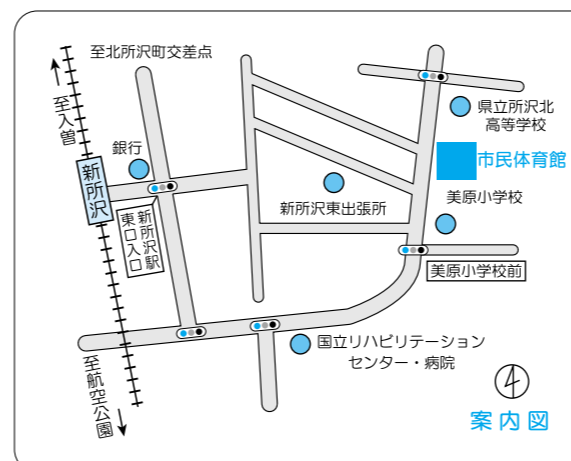 至北所沢町交差点
至入曽
新所沢
銀行
新所沢駅
東口入口
県立所沢北
高等学校
市民体育館
新所沢東出張所
美原小学校
美原小学校前
国立リハビリテーション
センター・病院
至航空公園
案内図